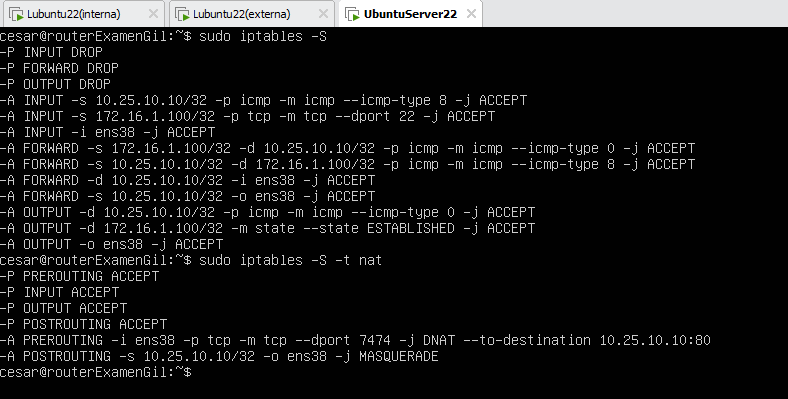 Lubuntu22(interna) Lubuntu22(externa) UbuntuServer22
cesar@routerExamenGil:~$ sudo iptables -S
-P INPUT DROP
-P FORWARD DROP
-P OUTPUT DROP
-A INPUT -s 10.25.10.10/32 -p icmp -m icmp --icmp-type 8 -j ACCEPT
-A INPUT -s 172.16.1.100/32 -p tcp -m tcp --dport 22 -j ACCEPT
-A INPUT -i ens38 -j ACCEPT
-A FORWARD -s 172.16.1.100/32 -d 10.25.10.10/32 -p icmp -m icmp --icmp-type 0 -j ACCEPT
-A FORWARD -s 10.25.10.10/32 -d 172.16.1.100/32 -p icmp -m icmp --icmp-type 8 -j ACCEPT
-A FORWARD -d 10.25.10.10/32 -i ens38 -j ACCEPT
-A FORWARD -s 10.25.10.10/32 -o ens38 -j ACCEPT
-A OUTPUT -d 10.25.10.10/32 -p icmp -m icmp --icmp-type 0 -j ACCEPT
-A OUTPUT -d 172.16.1.100/32 -m state --state ESTABLISHED -j ACCEPT
-A OUTPUT -o ens38 -j ACCEPT
cesar@routerExamenGil:~$ sudo iptables -S -t nat
-P PREROUTING ACCEPT
-P INPUT ACCEPT
-P OUTPUT ACCEPT
-P POSTROUTING ACCEPT
-A PREROUTING -i ens38 -p tcp -m tcp --dport 7474 -j DNAT --to-destination 10.25.10.10:80
-A POSTROUTING -s 10.25.10.10/32 -o ens38 -j MASQUERADE
cesar@routerExamenGil:~$